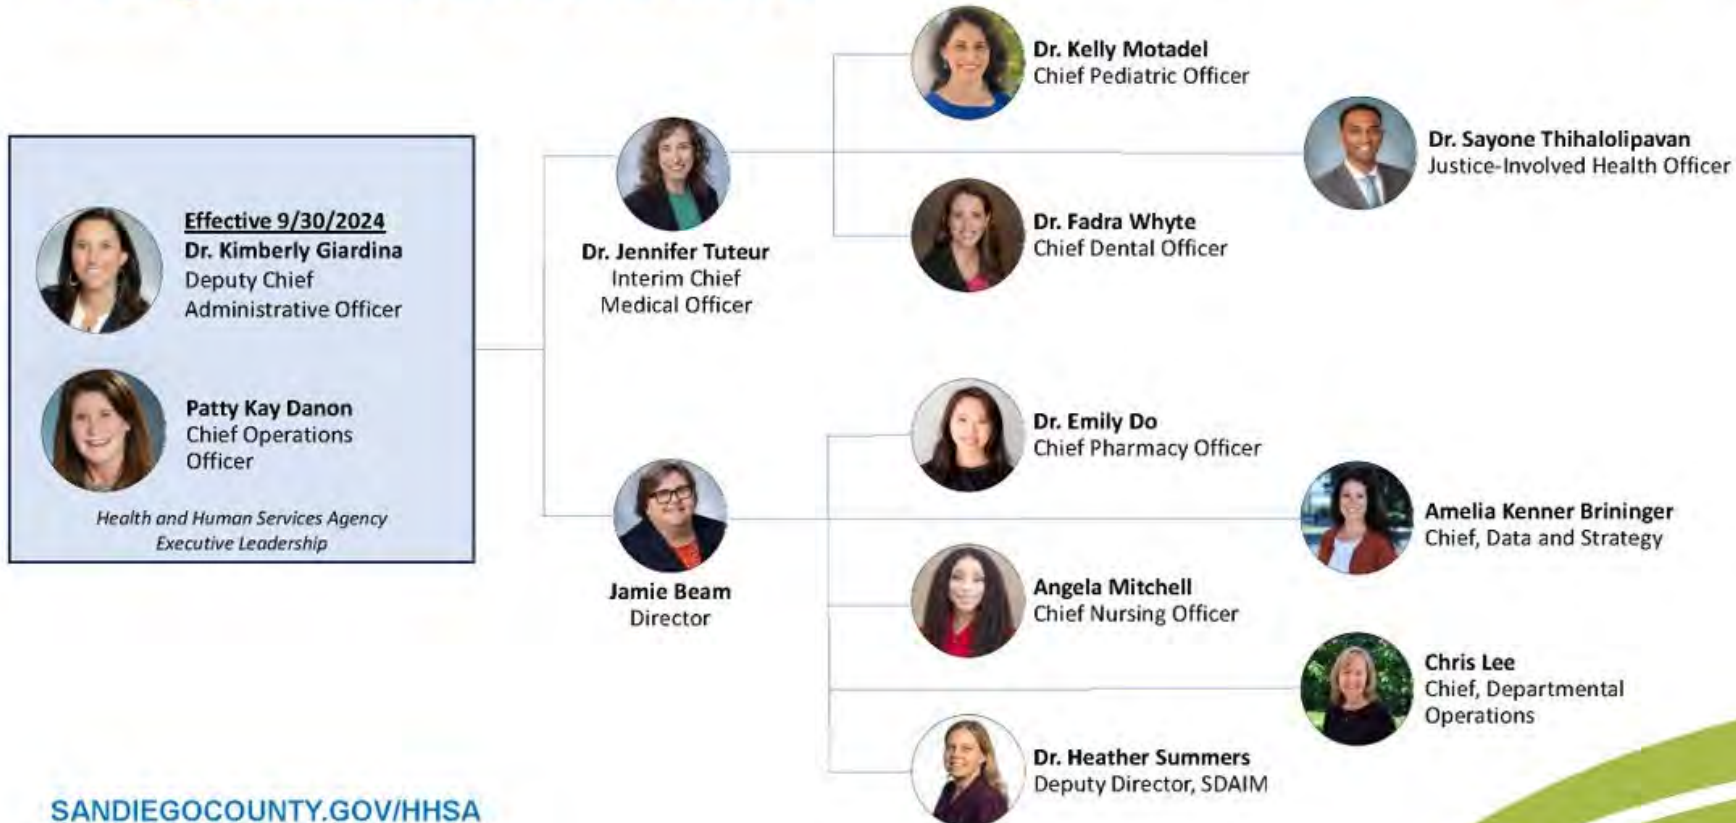 Effective 9/30/2024
Dr. Kimberly Giardina
Deputy Chief
Administrative Officer
Patty Kay Danon
Chief Operations
Officer
Health and Human Services Agency
Executive Leadership
Dr. Jennifer Tuteur
Interim Chief
Medical Officer
Jamie Beam
Director
Dr. Kelly Motadel
Chief Pediatric Officer
Dr. Sayone Thihalolipavan
Justice-Involved Health Officer
Dr. Fadra Whyte
Chief Dental Officer
Dr. Emily Do
Chief Pharmacy Officer
Amelia Kenner Brininger
Chief, Data and Strategy
Angela Mitchell
Chief Nursing Officer
Chris Lee
Chief, Departmental
Operations
Dr. Heather Summers
Deputy Director, SDAIM
SANDIEGOCOUNTY.GOV/HHSA